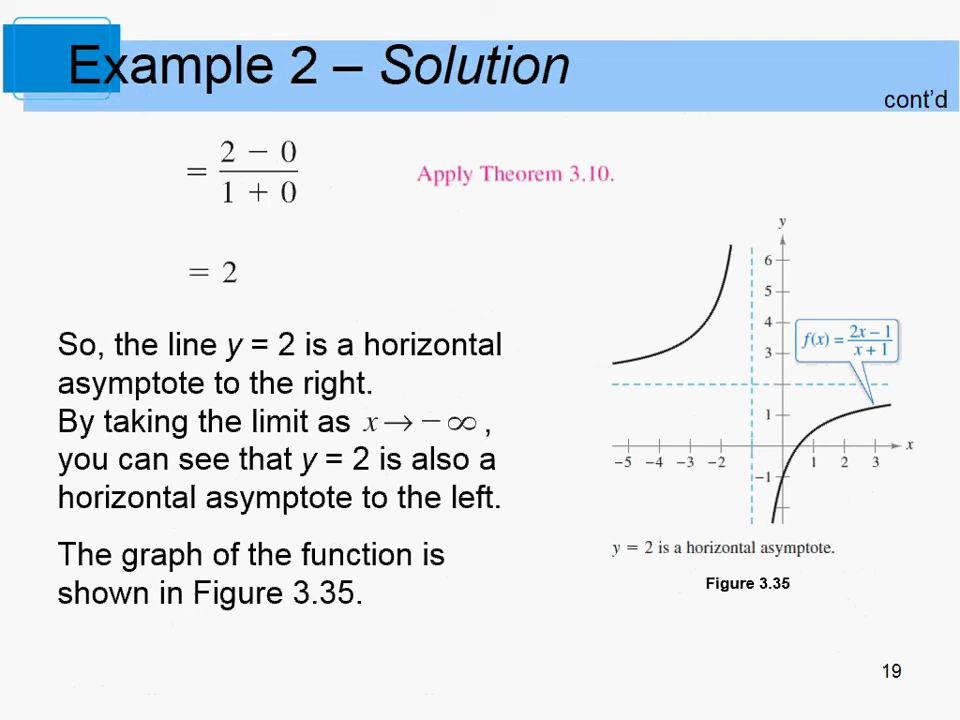 Example 2 – Solution
cont’d
= 2 − 0 / 1 + 0
Apply Theorem 3.10.
= 2
So, the line y = 2 is a horizontal
asymptote to the right.
By taking the limit as x → − ∞ ,
you can see that y = 2 is also a
horizontal asymptote to the left.
The graph of the function is
shown in Figure 3.35.
y
6
5
4
3
f(x) = 2x − 1 / x + 1
1
x
−5 −4 −3 −2 1 2 3
−1
y = 2 is a horizontal asymptote.
Figure 3.35
19